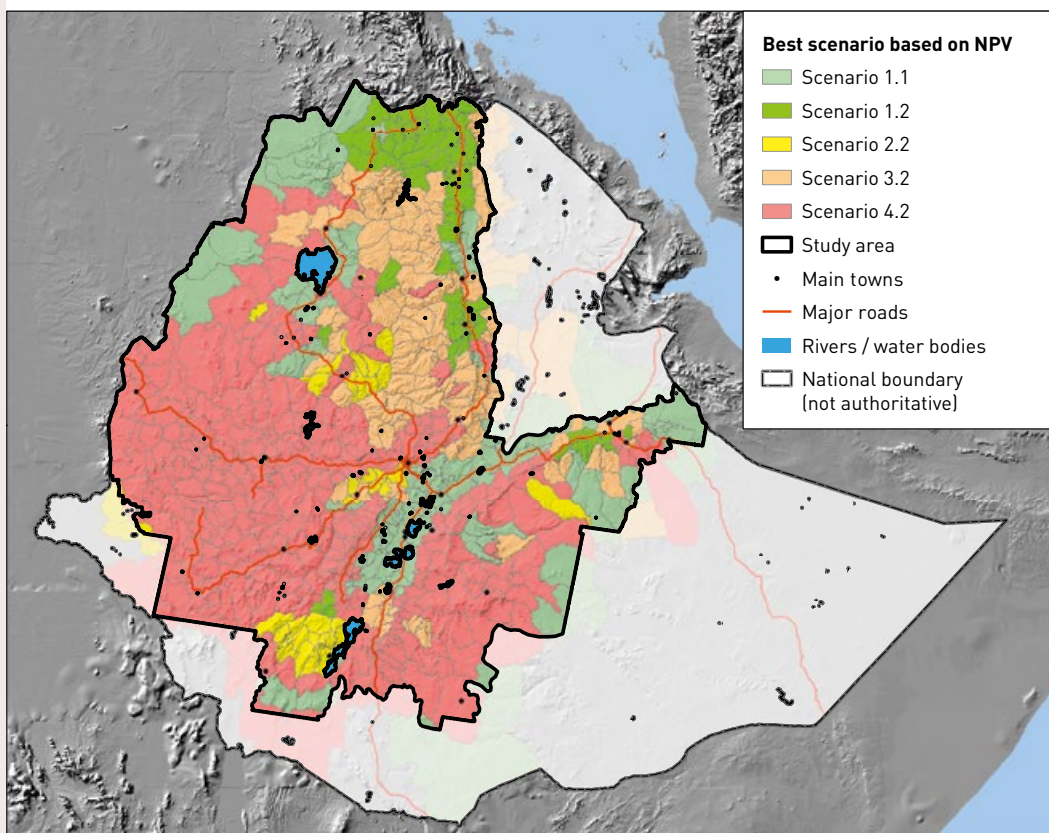 Best scenario based on NPV
Scenario 1.1
Scenario 1.2
Scenario 2.2
Scenario 3.2
Scenario 4.2
Study area
Main towns
Major roads
Rivers / water bodies
National boundary
(not authoritative)